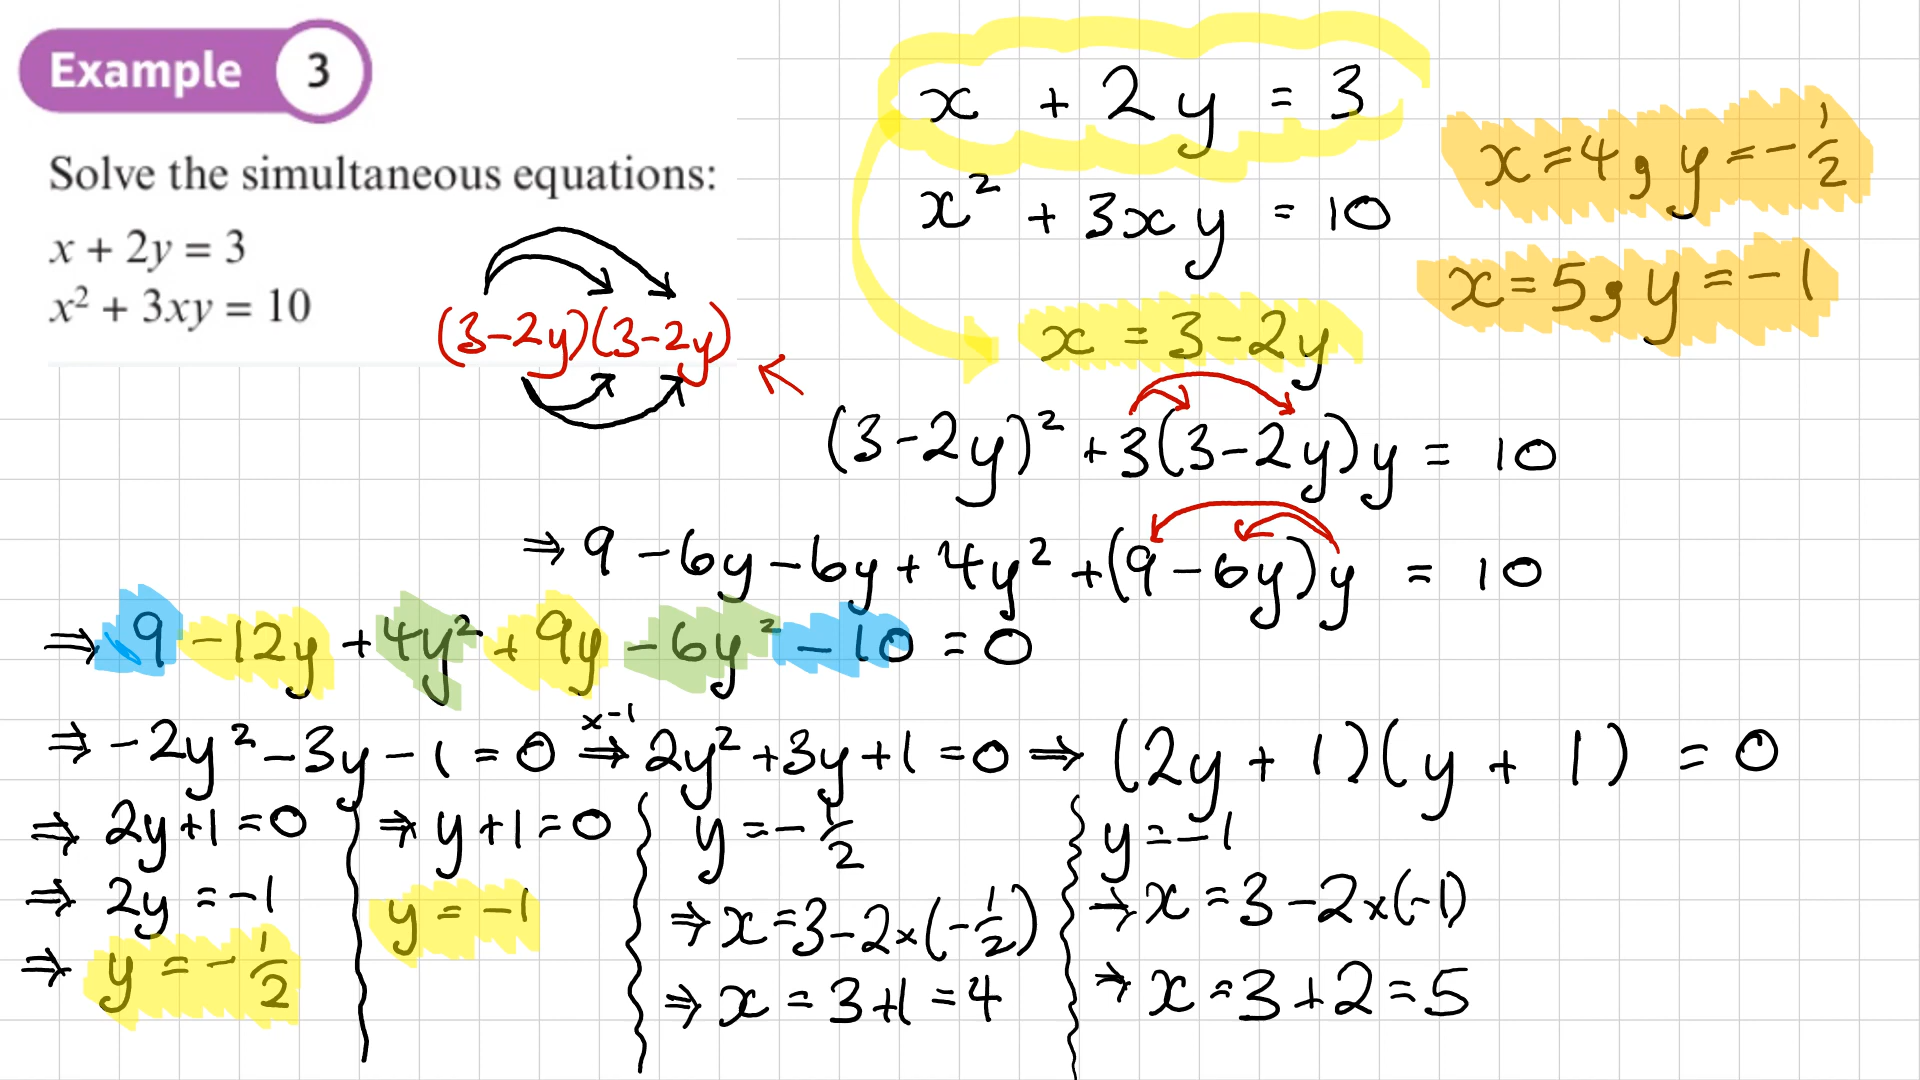 Example 3
Solve the simultaneous equations:
x + 2y = 3
x² + 3xy = 10
x + 2y = 3
x² + 3xy = 10
x = 4, y = -1/2
x = 5, y = -1
x = 3 - 2y
(3-2y)(3-2y)
(3-2y)² + 3(3-2y)y = 10
⇒ 9 - 6y - 6y + 4y² + (9 - 6y)y = 10
⇒ 9 - 12y + 4y² + 9y - 6y² - 10 = 0
⇒ -2y² - 3y - 1 = 0 ⇒ x-1 2y² + 3y + 1 = 0 ⇒ (2y + 1)(y + 1) = 0
⇒ 2y + 1 = 0
⇒ 2y = -1
⇒ y = -1/2
⇒ y + 1 = 0
y = -1
y = -1/2
⇒ x = 3 - 2×(-1/2)
⇒ x = 3 + 1 = 4
y = -1
⇒ x = 3 - 2×(-1)
⇒ x = 3 + 2 = 5